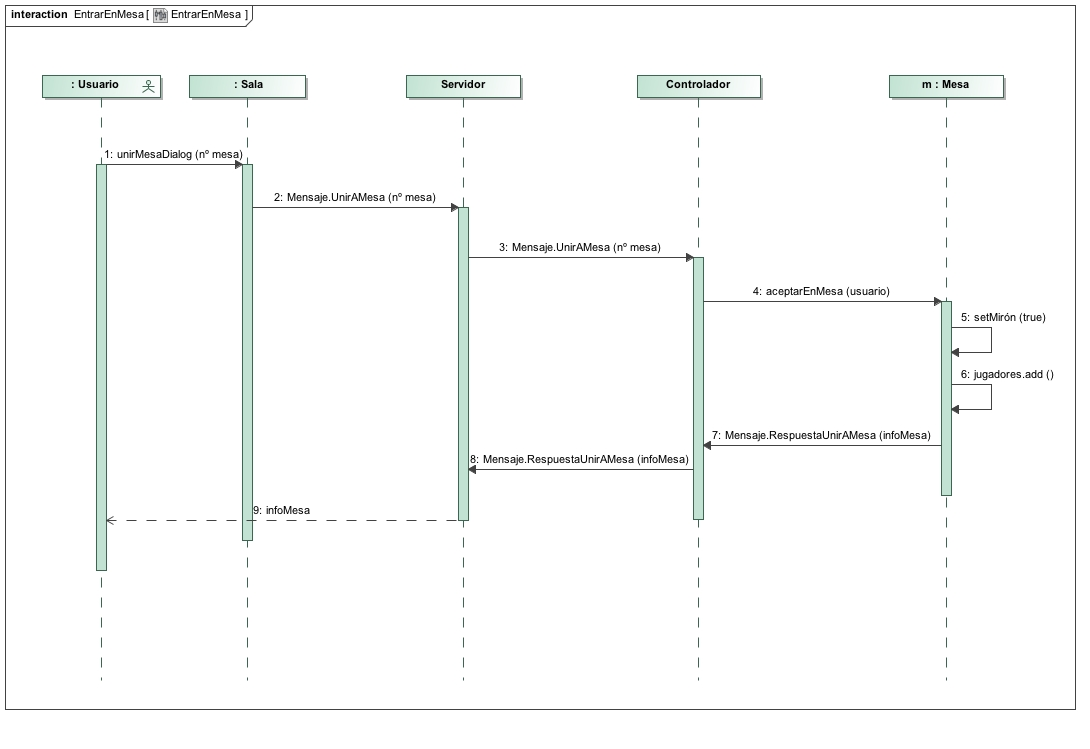 interaction EntrarEnMesa [ EntrarEnMesa ]
: Usuario
: Sala
Servidor
Controlador
m : Mesa
1: unirMesaDialog (nº mesa)
2: Mensaje.UnirAMesa (nº mesa)
3: Mensaje.UnirAMesa (nº mesa)
4: aceptarEnMesa (usuario)
5: setMirón (true)
6: jugadores.add ()
7: Mensaje.RespuestaUnirAMesa (infoMesa)
8: Mensaje.RespuestaUnirAMesa (infoMesa)
9: infoMesa